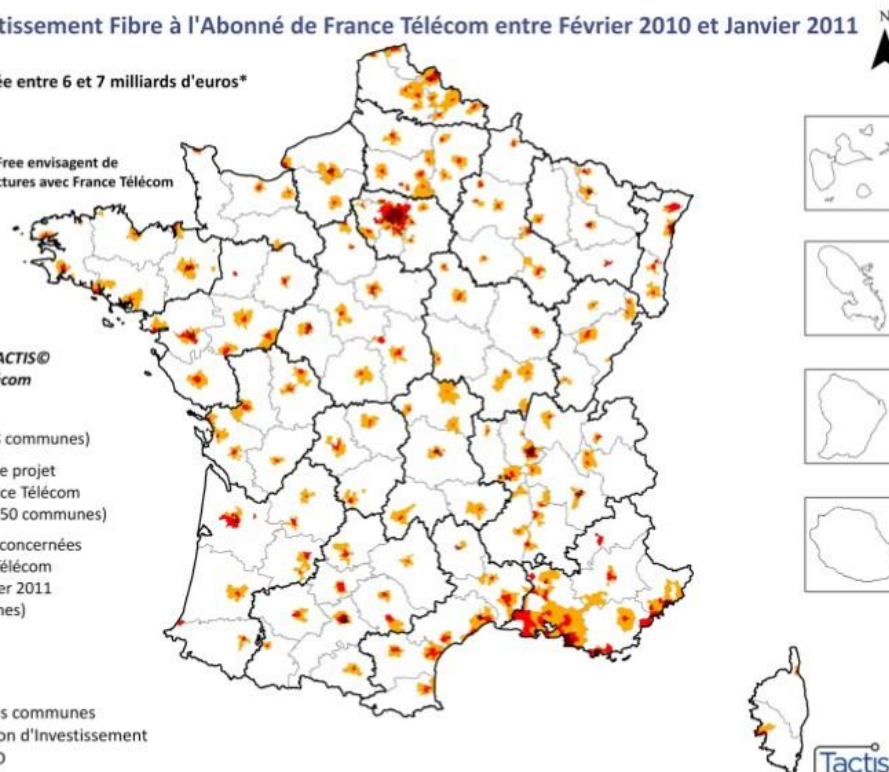 tissement Fibre à l'Abonné de France Télécom entre Février 2010 et Janvier 2011
N
ée entre 6 et 7 milliards d'euros*
Free envisagent de
ctures avec France Télécom
ACTIS©
écom
communes)
e projet
ce Télécom
50 communes)
concernées
Télécom
er 2011
nes)
s communes
on d'Investissement
Tactis